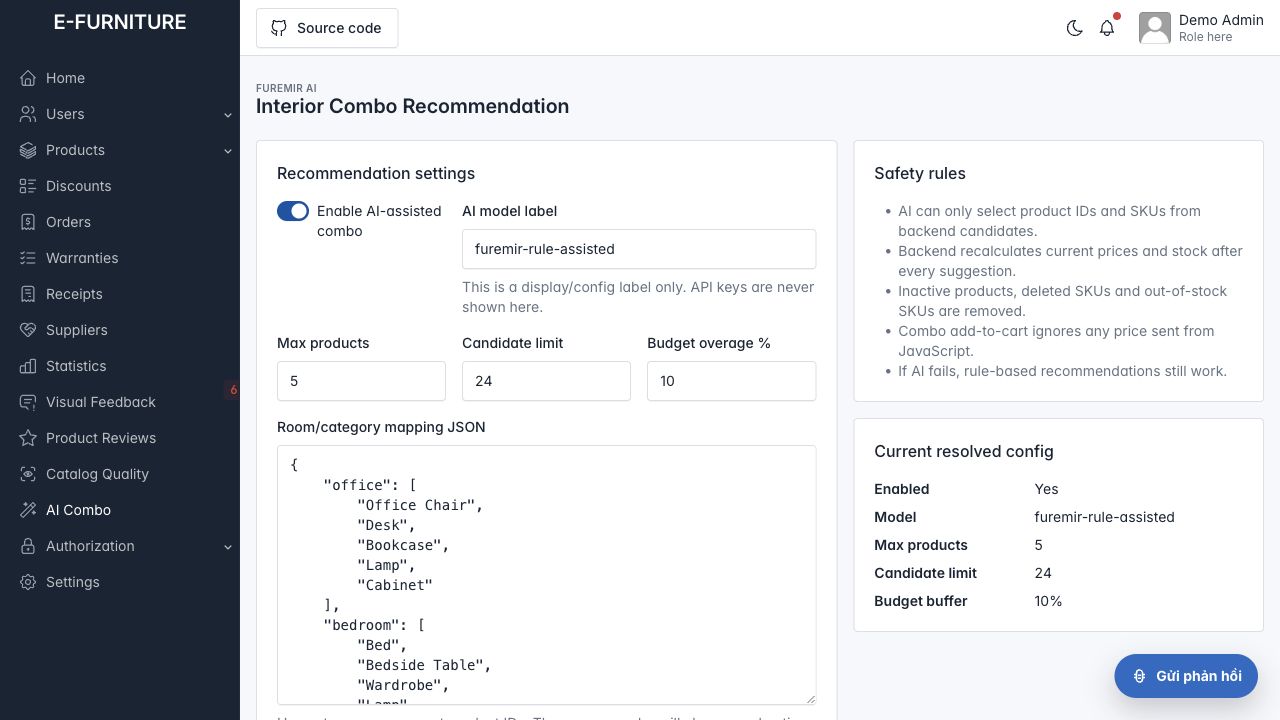 E-FURNITURE
Home
Users
Products
Discounts
Orders
Warranties
Receipts
Suppliers
Statistics
Visual Feedback
6
Product Reviews
Catalog Quality
AI Combo
Authorization
Settings
Source code
Demo Admin
Role here
FUREMIR AI
Interior Combo Recommendation
Recommendation settings
Enable AI-assisted
combo
AI model label
furemir-rule-assisted
This is a display/config label only. API keys are never
shown here.
Max products
Candidate limit
Budget overage %
5
24
10
Room/category mapping JSON
{
"office": [
"Office Chair",
"Desk",
"Bookcase",
"Lamp",
"Cabinet"
],
"bedroom": [
"Bed",
"Bedside Table",
"Wardrobe",
"Lamp"
Safety rules
• AI can only select product IDs and SKUs from
backend candidates.
• Backend recalculates current prices and stock after
every suggestion.
• Inactive products, deleted SKUs and out-of-stock
SKUs are removed.
• Combo add-to-cart ignores any price sent from
JavaScript.
• If AI fails, rule-based recommendations still work.
Current resolved config
Enabled Yes
Model furemir-rule-assisted
Max products 5
Candidate limit 24
Budget buffer 10%
Gửi phản hồi